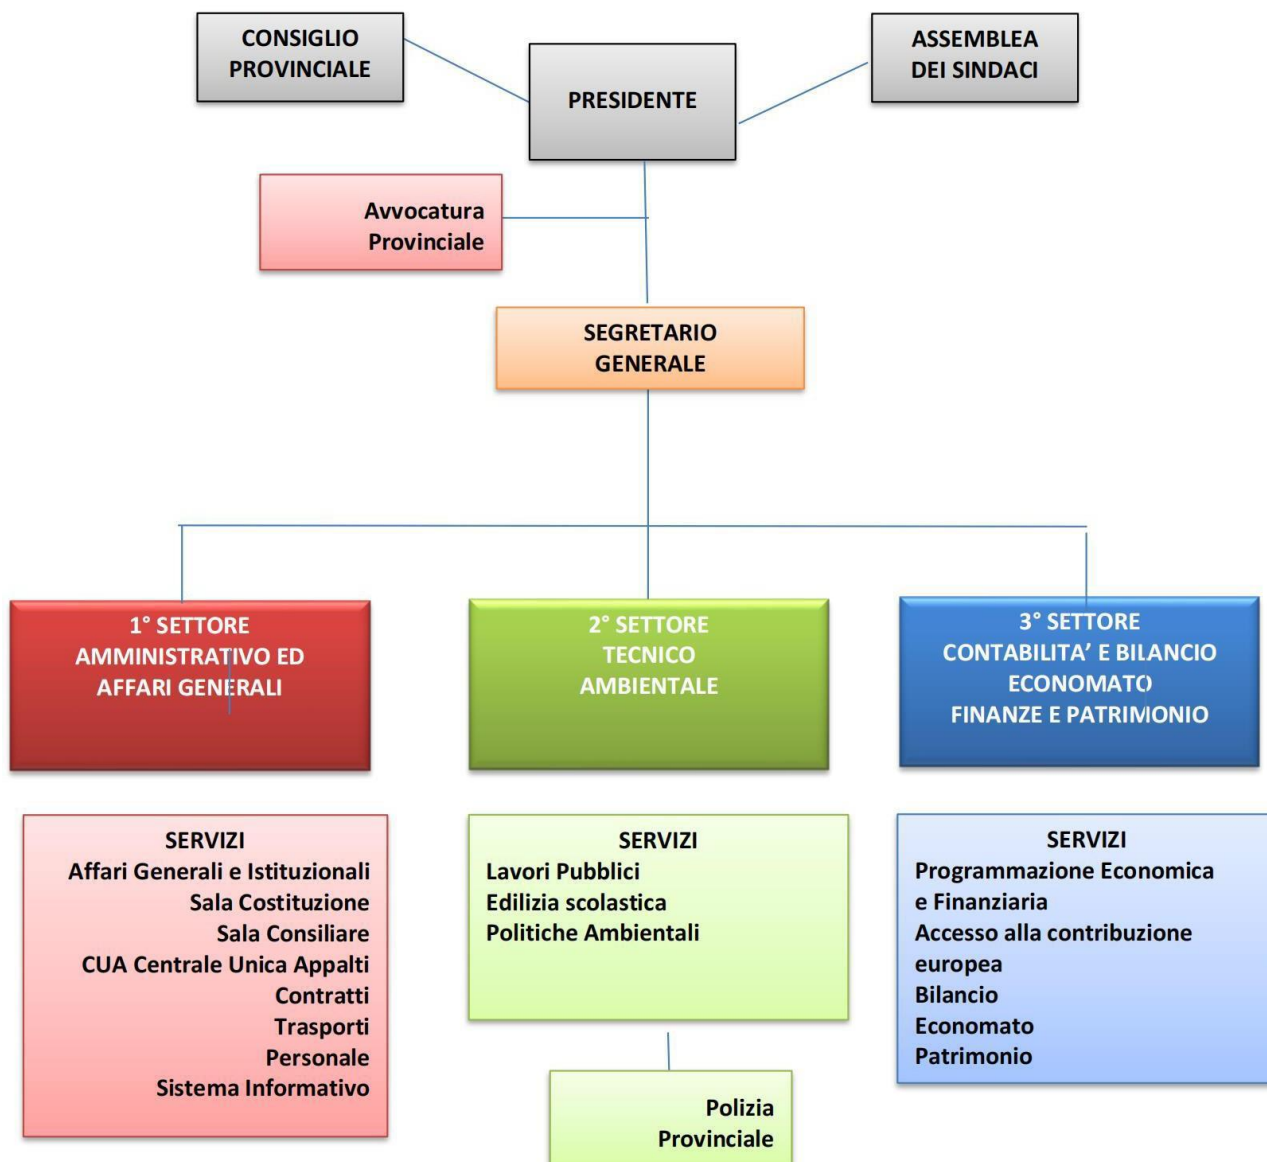 CONSIGLIO
PROVINCIALE
PRESIDENTE
ASSEMBLEA
DEI SINDACI
Avvocatura
Provinciale
SEGRETARIO
GENERALE
1° SETTORE
AMMINISTRATIVO ED
AFFARI GENERALI
2° SETTORE
TECNICO
AMBIENTALE
3° SETTORE
CONTABILITA’ E BILANCIO
ECONOMATO
FINANZE E PATRIMONIO
SERVIZI
Affari Generali e Istituzionali
Sala Costituzione
Sala Consiliare
CUA Centrale Unica Appalti
Contratti
Trasporti
Personale
Sistema Informativo
SERVIZI
Lavori Pubblici
Edilizia scolastica
Politiche Ambientali
Polizia
Provinciale
SERVIZI
Programmazione Economica
e Finanziaria
Accesso alla contribuzione
europea
Bilancio
Economato
Patrimonio